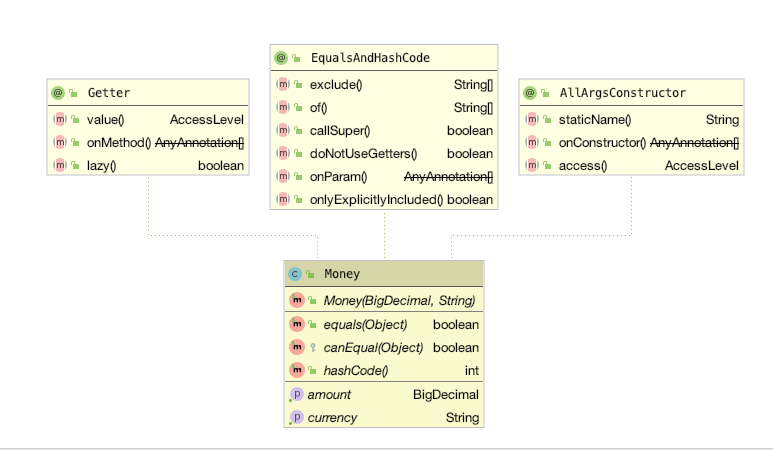 Getter
value() AccessLevel
onMethod() AnyAnnotation[]
lazy() boolean
EqualsAndHashCode
exclude() String[]
of() String[]
callSuper() boolean
doNotUseGetters() boolean
onParam() AnyAnnotation[]
onlyExplicitlyIncluded() boolean
AllArgsConstructor
staticName() String
onConstructor() AnyAnnotation[]
access() AccessLevel
Money
Money(BigDecimal, String)
equals(Object) boolean
canEqual(Object) boolean
hashCode() int
amount BigDecimal
currency String